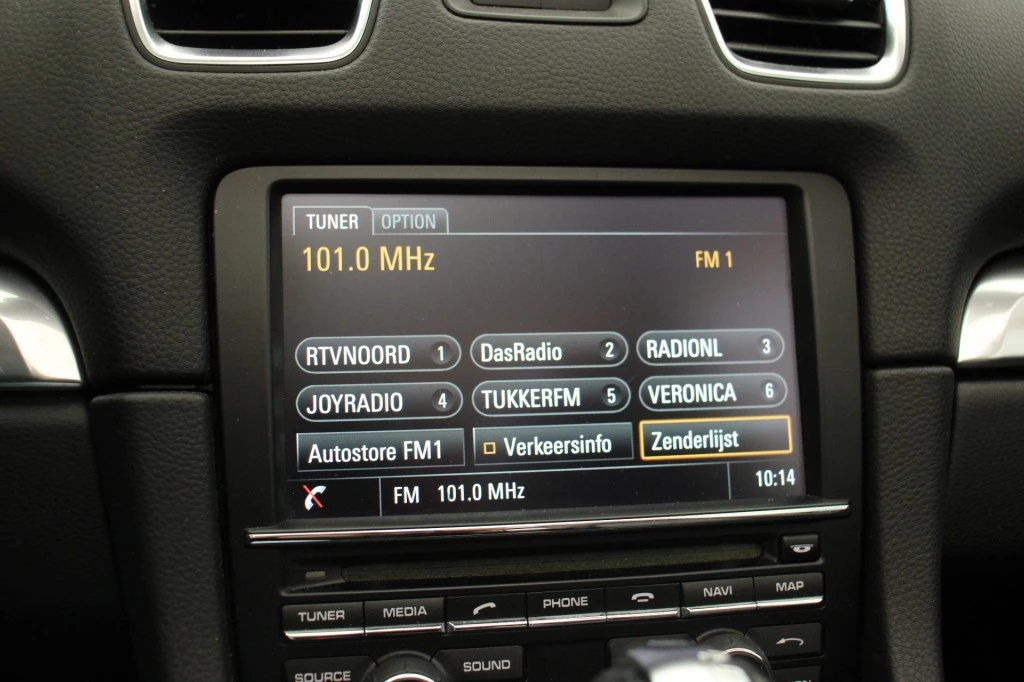 TUNER OPTION
101.0 MHz FM 1
RTVNOORD 1 DasRadio 2 RADIONL 3
JOYRADIO 4 TUKKERFM 5 VERONICA 6
Autostore FM1 Verkeersinfo Zenderlijst
FM 101.0 MHz 10:14
TUNER MEDIA PHONE NAVI MAP
SOURCE SOUND